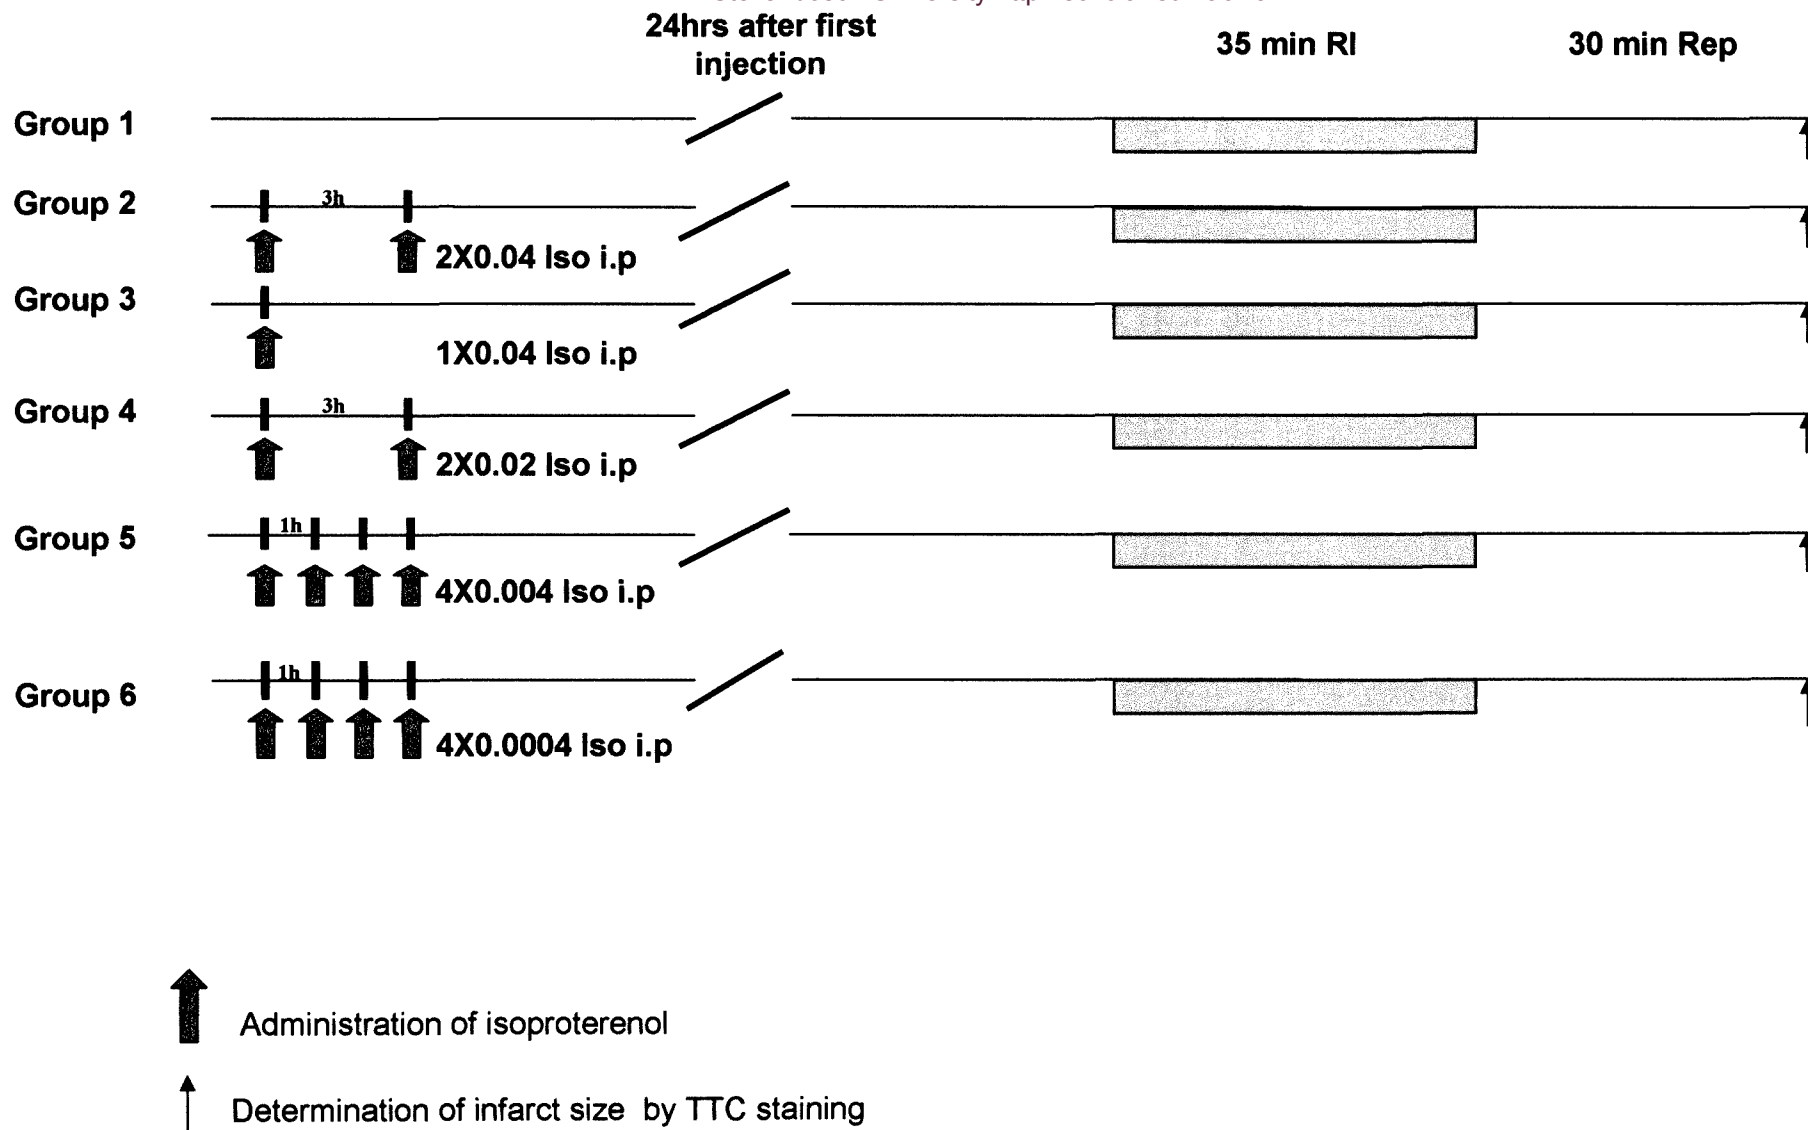 24hrs after first
injection
35 min RI
30 min Rep
Group 1
Group 2
3h
2X0.04 Iso i.p
Group 3
1X0.04 Iso i.p
Group 4
3h
2X0.02 Iso i.p
Group 5
1h
4X0.004 Iso i.p
Group 6
1h
4X0.0004 Iso i.p
Administration of isoproterenol
Determination of infarct size by TTC staining